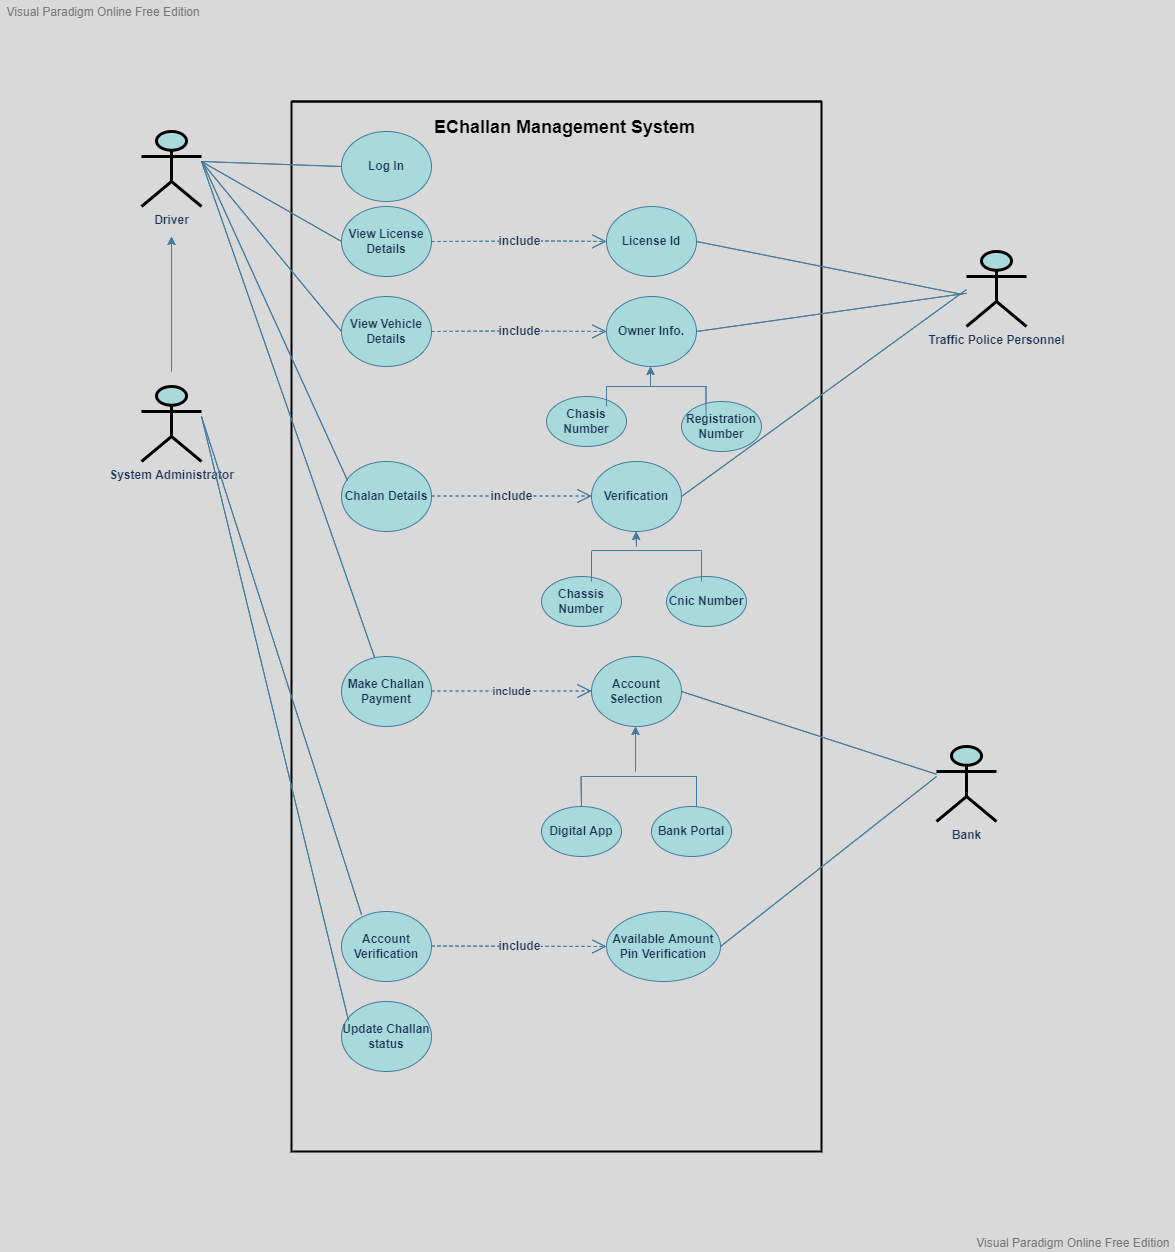 Visual Paradigm Online Free Edition
EChallan Management System
Log In
Driver
View License
Details
include
License Id
View Vehicle
Details
include
Owner Info.
Traffic Police Personnel
Chasis
Number
Registration
Number
System Administrator
Chalan Details
include
Verification
Chassis
Number
Cnic Number
Make Challan
Payment
include
Account
Selection
Digital App
Bank Portal
Bank
Account
Verification
include
Available Amount
Pin Verification
Update Challan
status
Visual Paradigm Online Free Edition